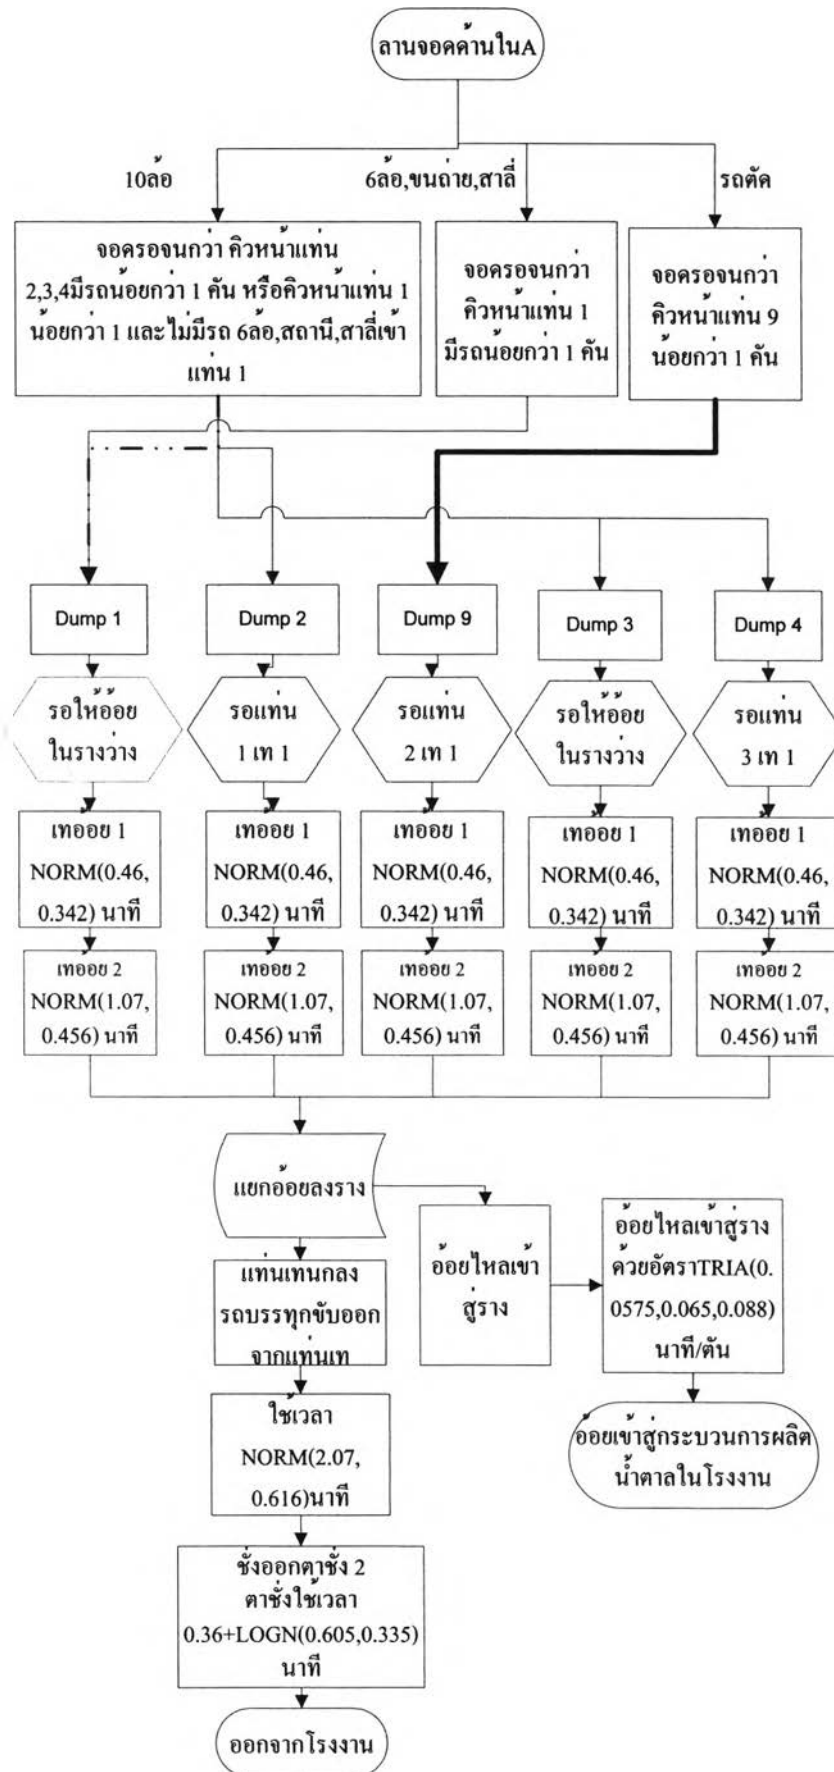 ลานจอดด้านในA
10ล้อ
6ล้อ,ขนถ่าย,สาลี่
รถตัด
จอดรอจนกว่า คิวหน้าแท่น
2,3,4มีรถน้อยกว่า 1 คัน หรือคิวหน้าแท่น 1
น้อยกว่า 1 และไม่มีรถ 6ล้อ,สถานี,สาลี่เข้า
แท่น 1
จอดรอจนกว่า
คิวหน้าแท่น 1
มีรถน้อยกว่า 1 คัน
จอดรอจนกว่า
คิวหน้าแท่น 9
น้อยกว่า 1 คัน
Dump 1
Dump 2
Dump 9
Dump 3
Dump 4
รอให้อ้อย
ในรางว่าง
รอแท่น
1 เท 1
รอแท่น
2 เท 1
รอให้อ้อย
ในรางว่าง
รอแท่น
3 เท 1
เทออย 1
NORM(0.46,
0.342) นาที
เทออย 1
NORM(0.46,
0.342) นาที
เทออย 1
NORM(0.46,
0.342) นาที
เทออย 1
NORM(0.46,
0.342) นาที
เทออย 1
NORM(0.46,
0.342) นาที
เทออย 2
NORM(1.07,
0.456) นาที
เทออย 2
NORM(1.07,
0.456) นาที
เทออย 2
NORM(1.07,
0.456) นาที
เทออย 2
NORM(1.07,
0.456) นาที
เทออย 2
NORM(1.07,
0.456) นาที
แยกอ้อยลงราง
อ้อยไหลเข้า
สู่ราง
อ้อยไหลเข้าสู่ราง
ด้วยอัตราTRIA(0.
0575,0.065,0.088)
นาที/ตัน
อ้อยเข้าสู่กระบวนการผลิต
น้ำตาลในโรงงาน
แท่นเทนกลง
รถบรรทุกขับออก
จากแท่นเท
ใช้เวลา
NORM(2.07,
0.616)นาที
ชั่งออกตาชั่ง 2
ตาชั่งใช้เวลา
0.36+LOGN(0.605,0.335)
นาที
ออกจากโรงงาน